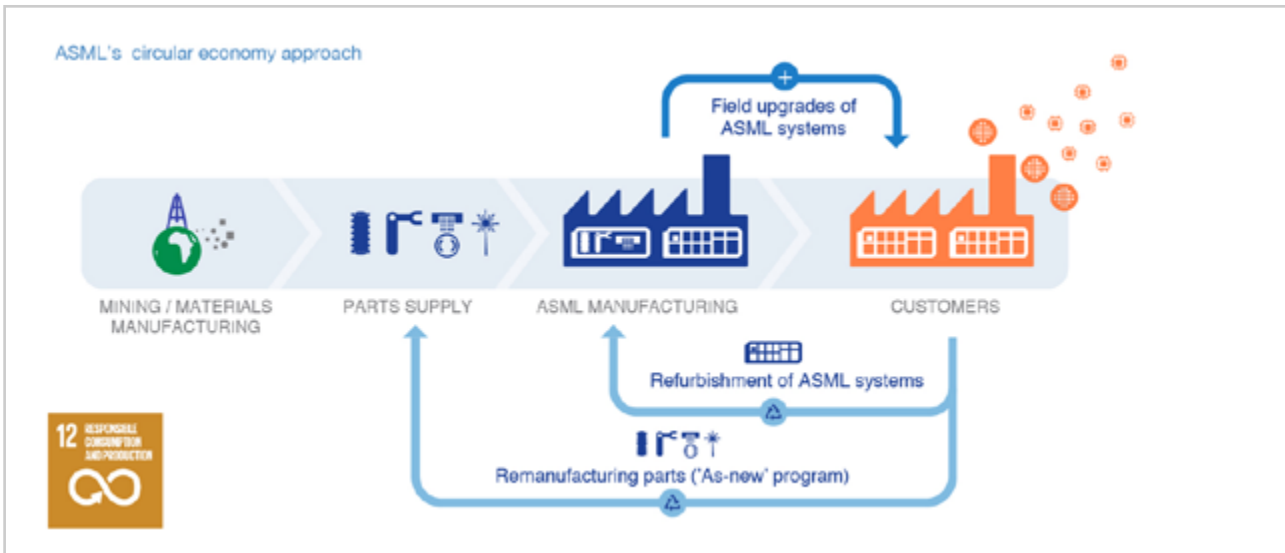 ASML's circular economy approach
Field upgrades of
ASML systems
MINING / MATERIALS
MANUFACTURING
PARTS SUPPLY
ASML MANUFACTURING
CUSTOMERS
Refurbishment of ASML systems
Remanufacturing parts ('As-new' program)
12 RESPONSIBLE
CONSUMPTION
AND PRODUCTION